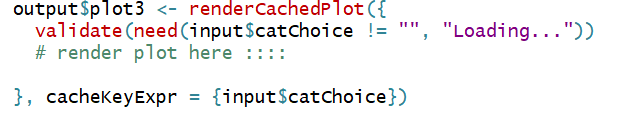 output$plot3 <- renderCachedPlot({
validate(need(input$catChoice != "", "Loading..."))
# render plot here ::::
}, cacheKeyExpr = {input$catChoice})